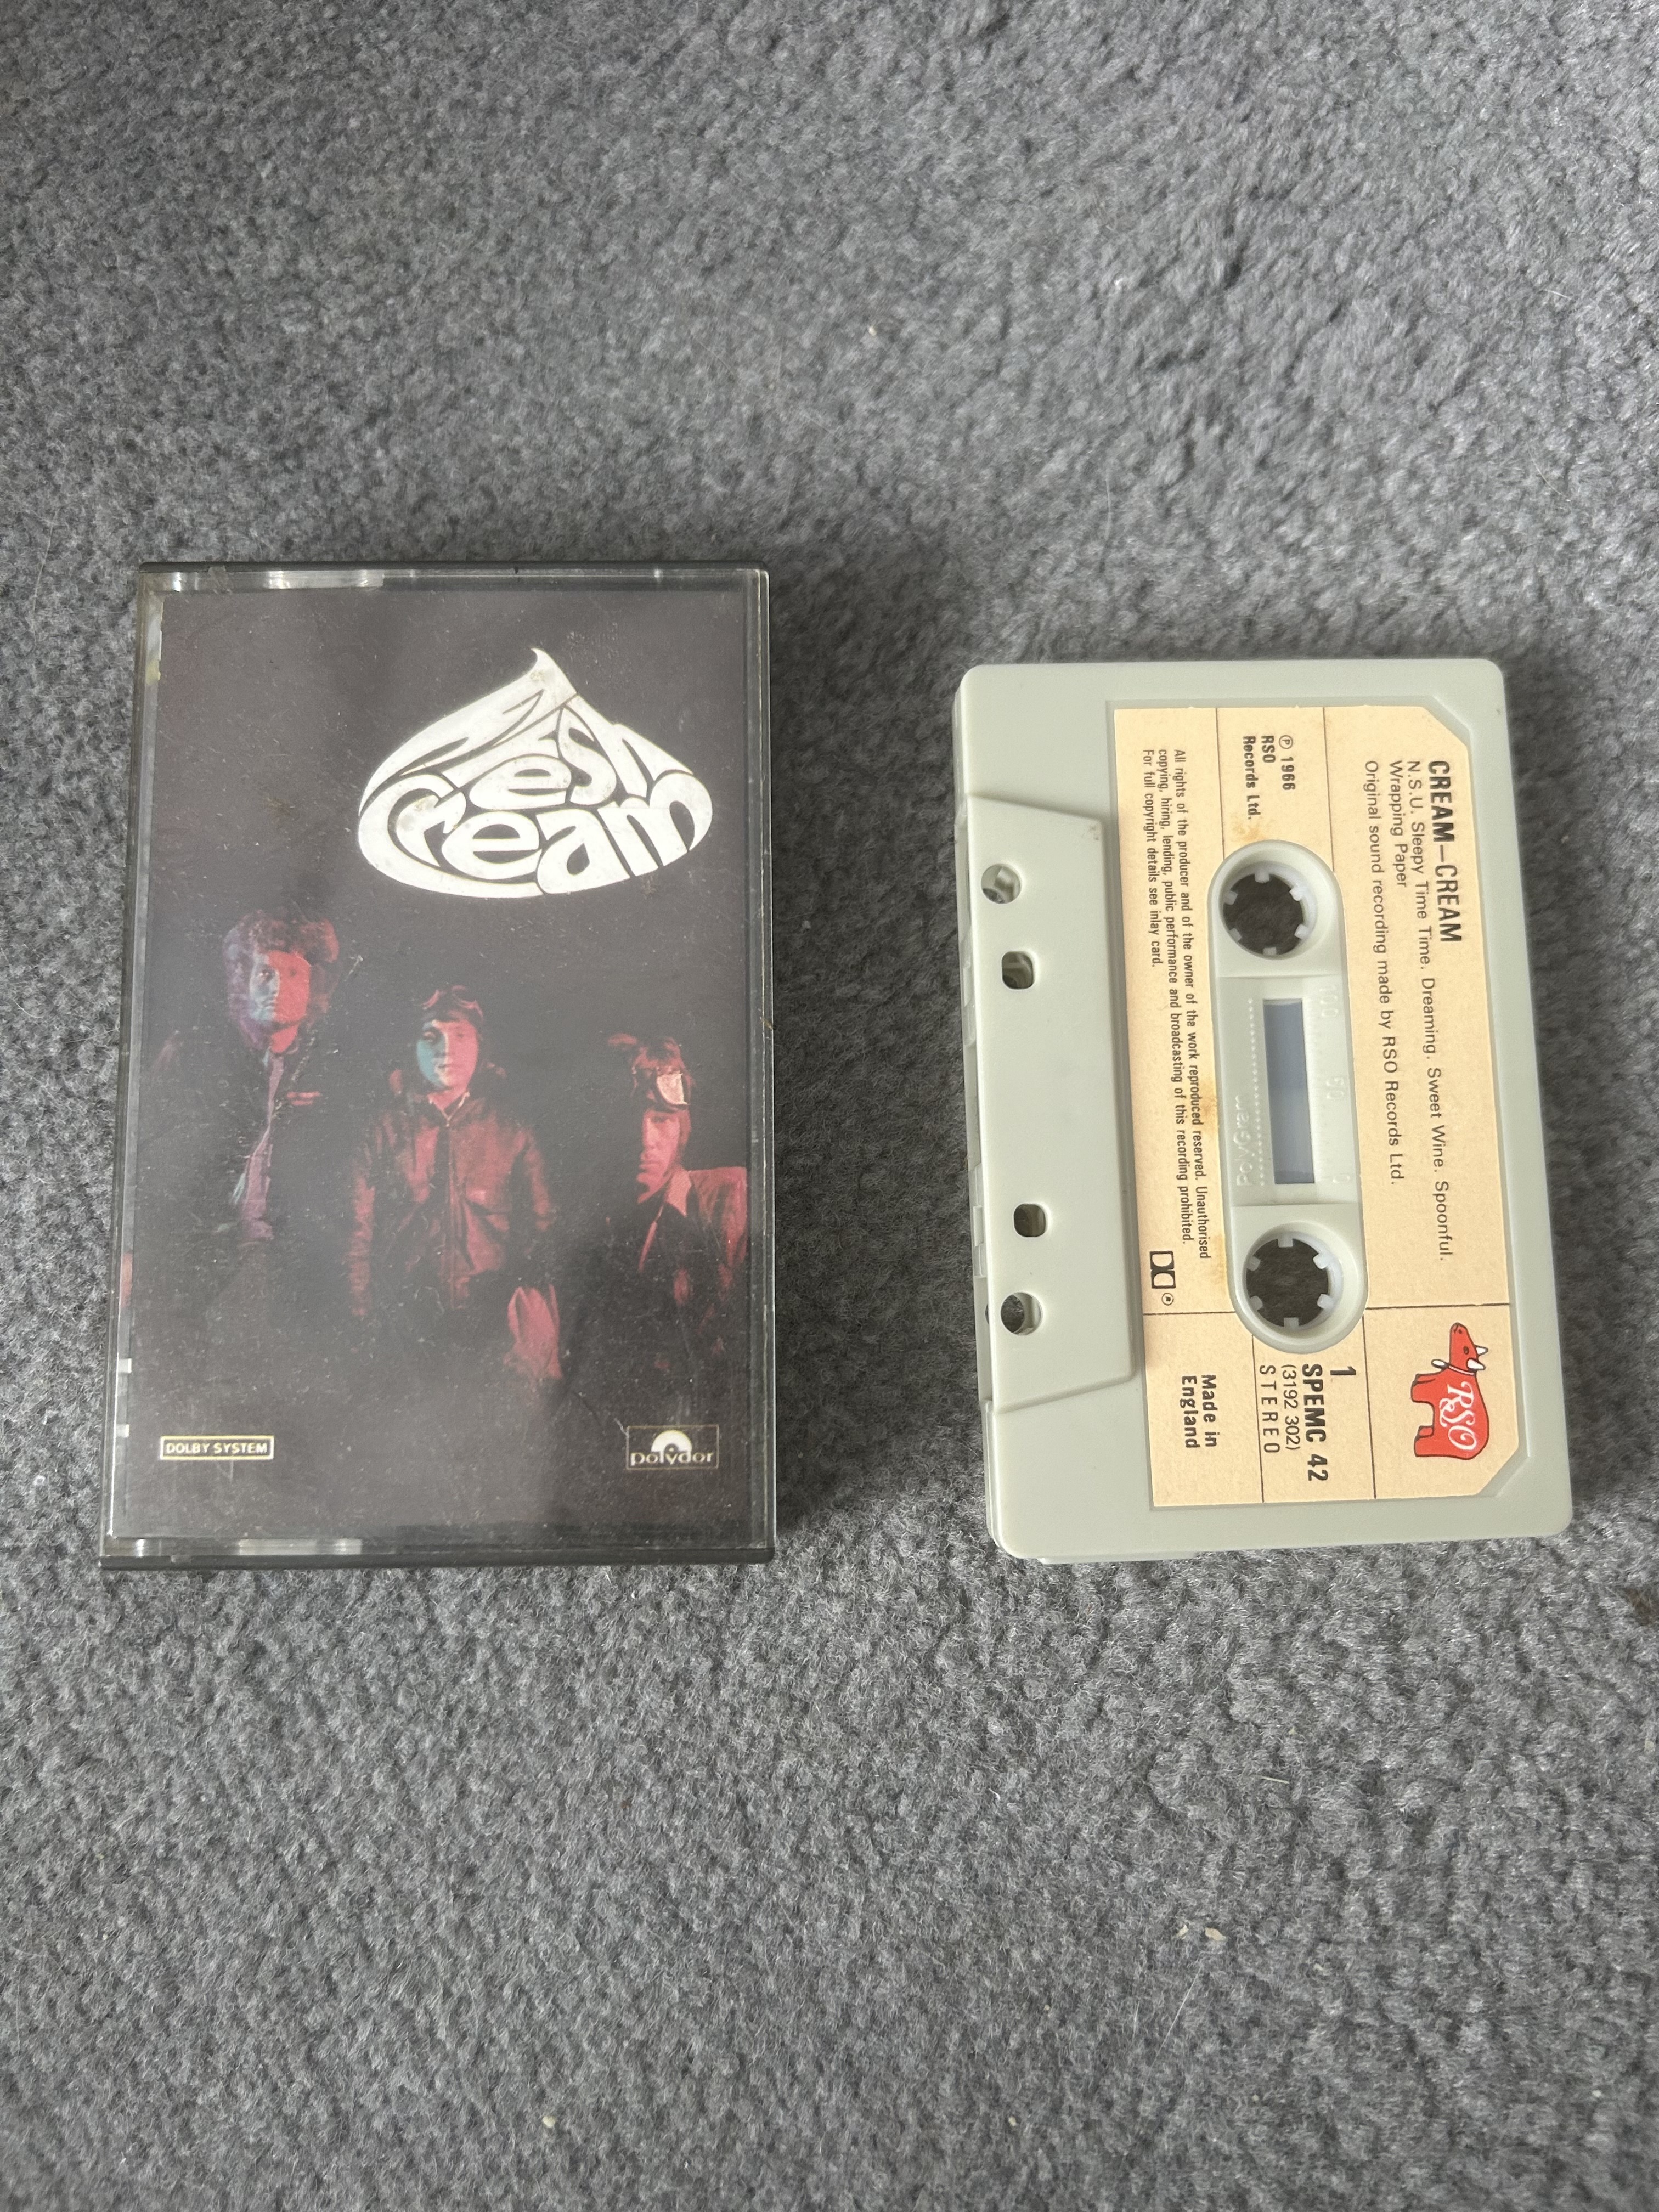 Fresh
Cream
DOLBY SYSTEM
polydor
CREAM–CREAM
N.S.U. Sleepy Time Time. Dreaming. Sweet Wine. Spoonful.
Wrapping Paper
Original sound recording made by RSO Records Ltd.
RSO
℗ 1966
RSO
Records Ltd.
100 50 0
1
SPEMC 42
(3192 302)
STEREO
All rights of the producer and of the owner of the work reproduced reserved. Unauthorised
copying, hiring, lending, public performance and broadcasting of this recording prohibited.
For full copyright details see inlay card.
Made in
England